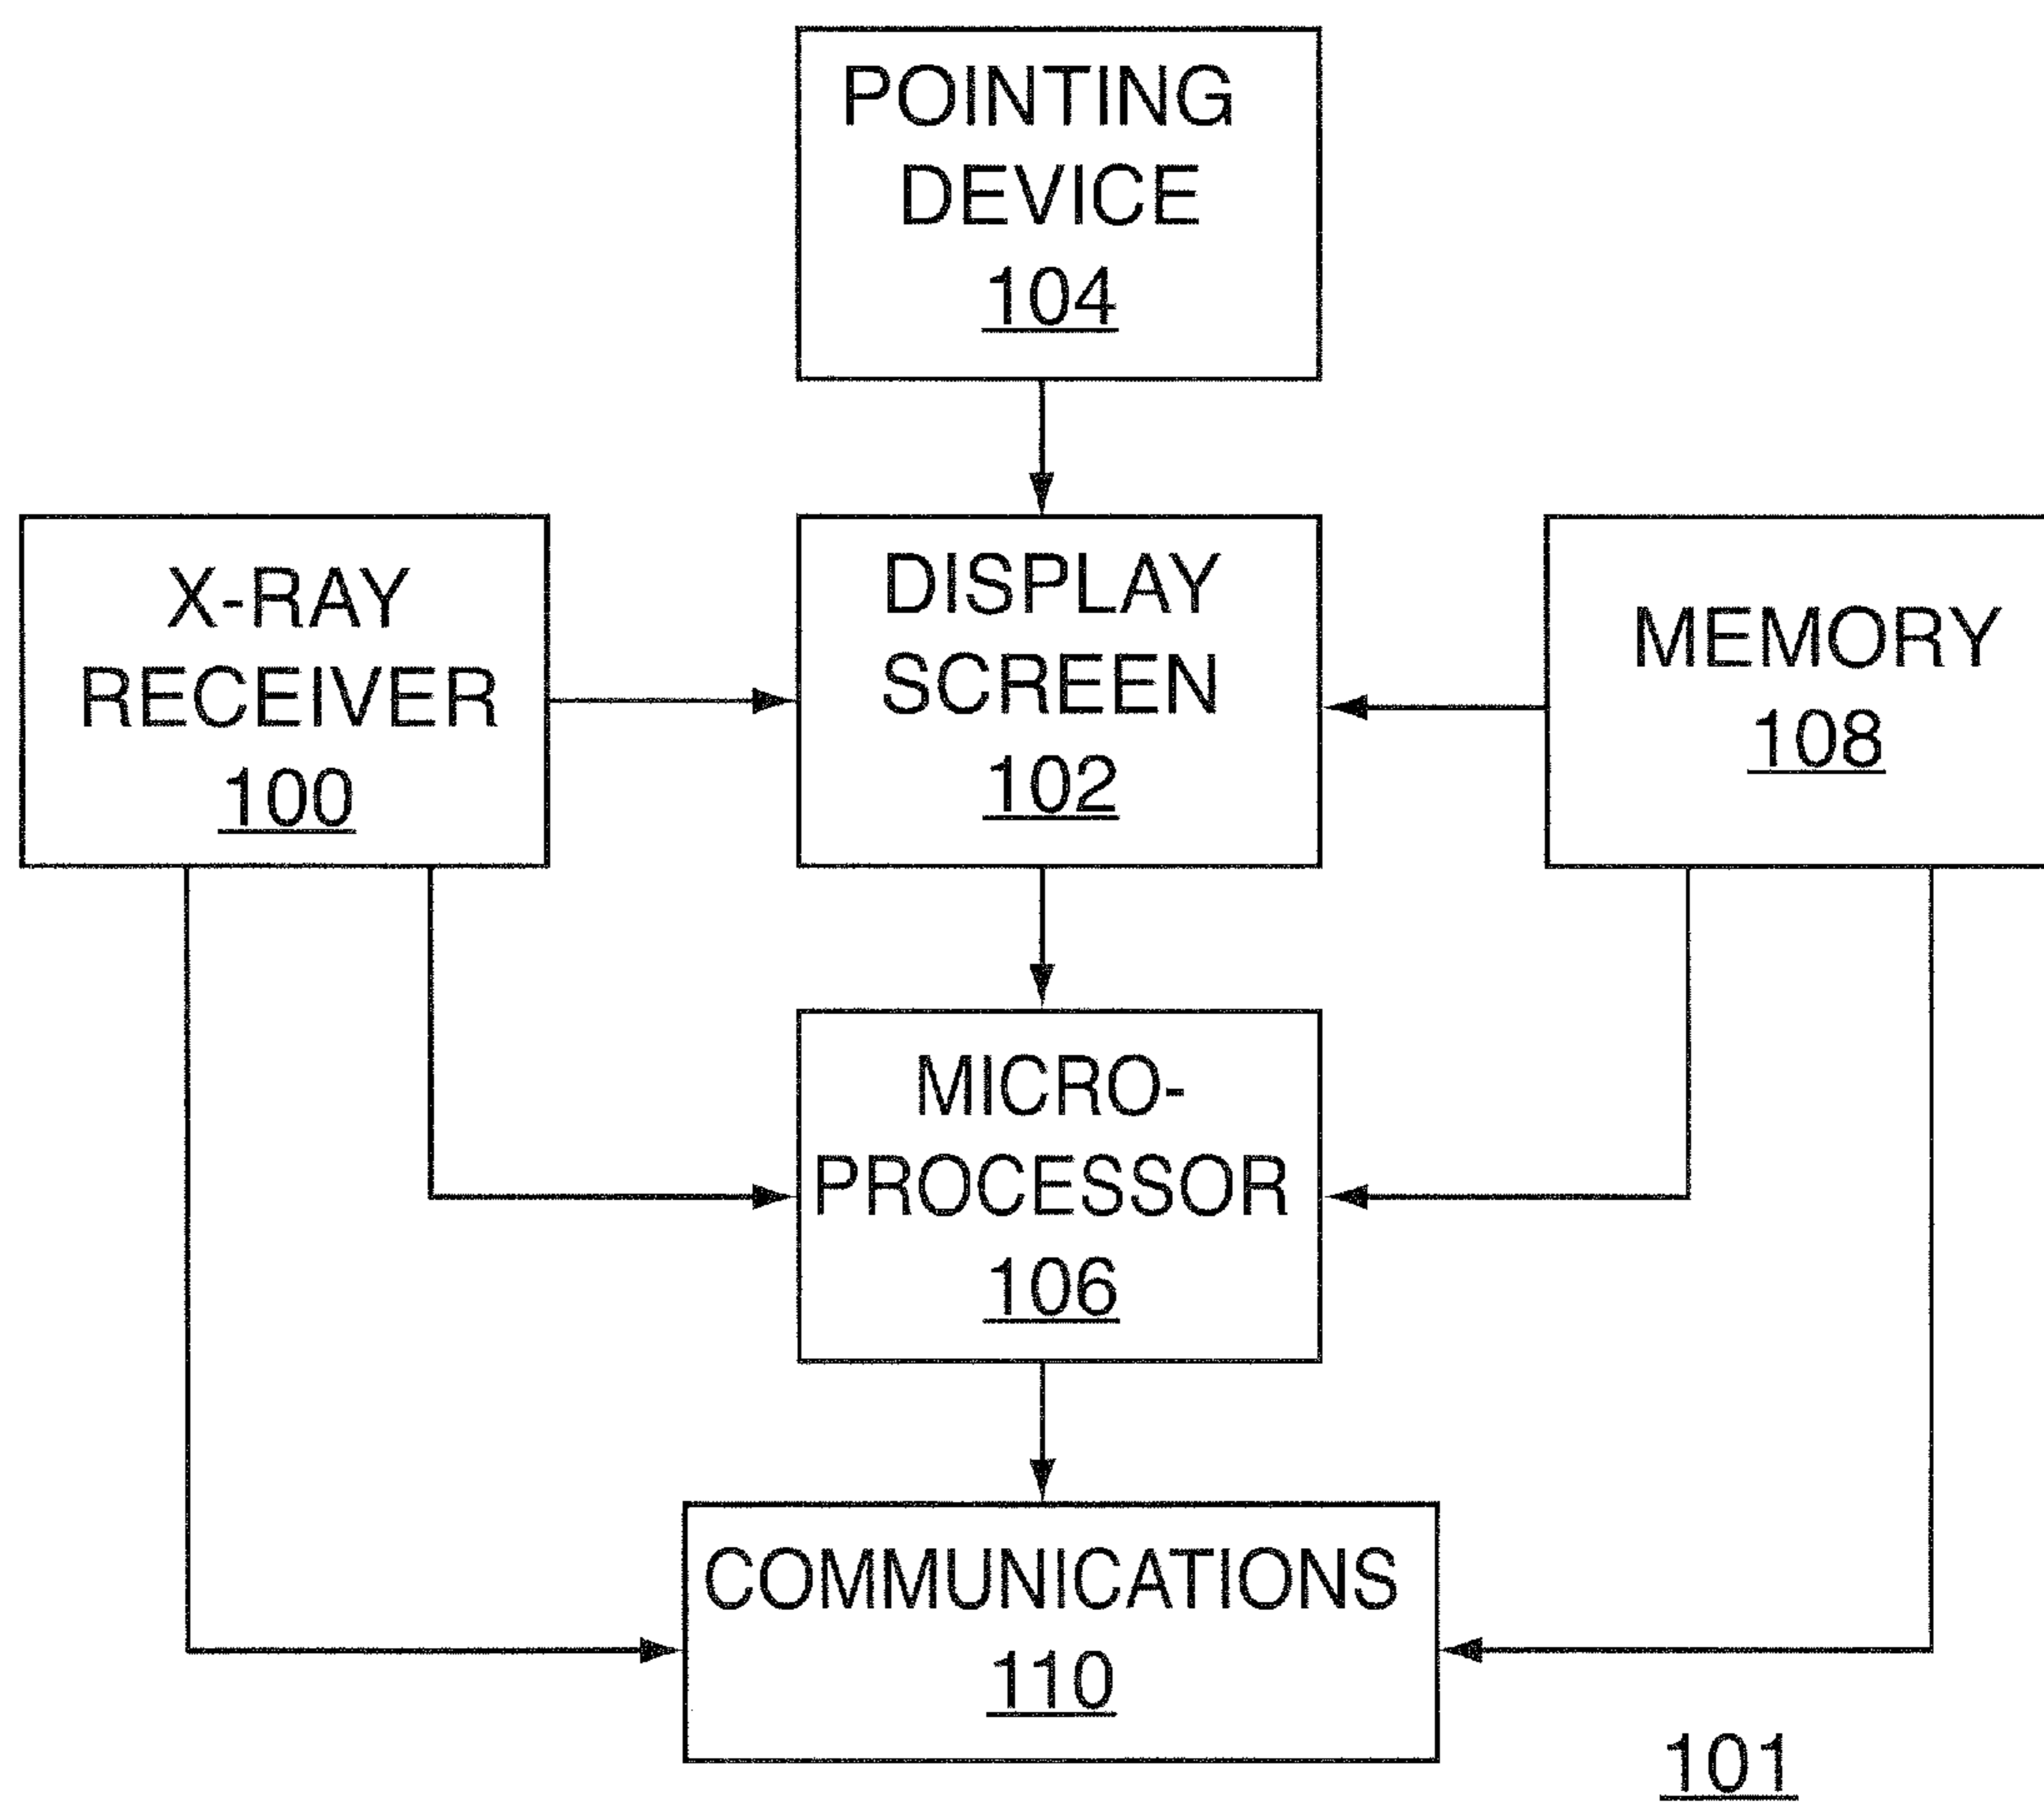 POINTING
DEVICE
104
X-RAY
RECEIVER
100
DISPLAY
SCREEN
102
MEMORY
108
MICRO-
PROCESSOR
106
COMMUNICATIONS
110
101